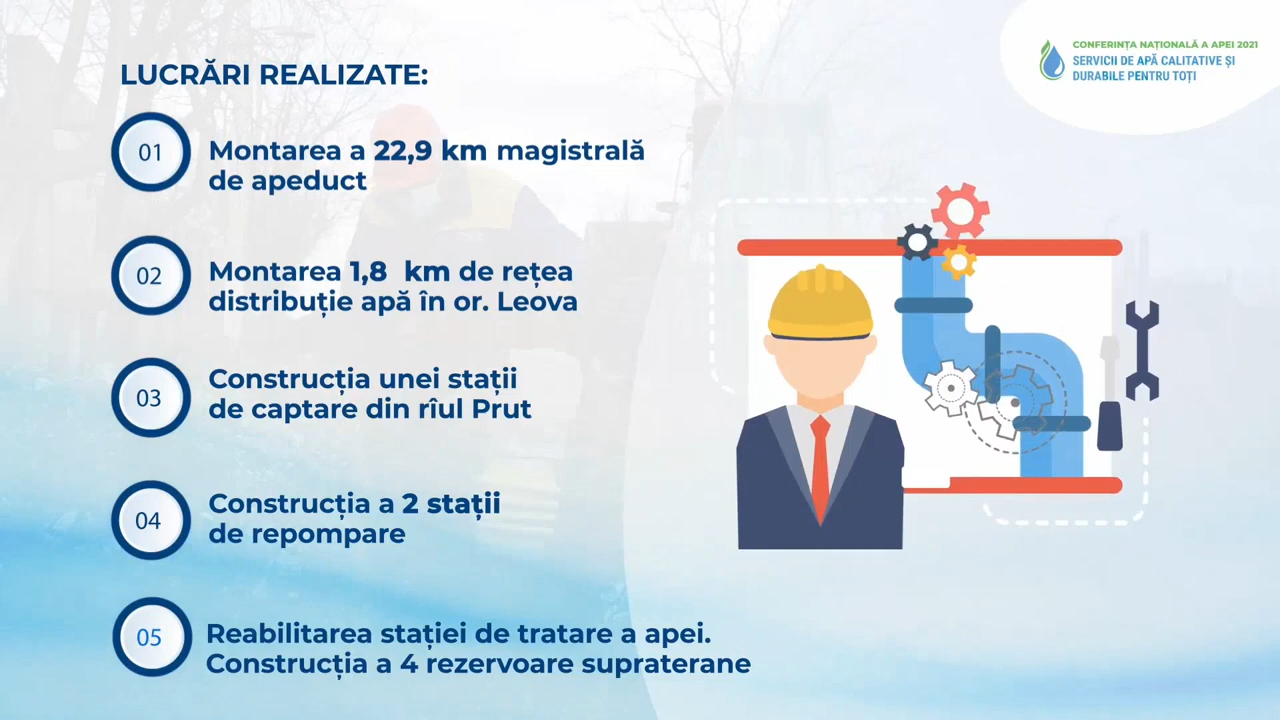 CONFERINȚA NAȚIONALĂ A APEI 2021
SERVICII DE APĂ CALITATIVE ȘI
DURABILE PENTRU TOȚI
LUCRĂRI REALIZATE:
01
Montarea a 22,9 km magistrală
de apeduct
02
Montarea 1,8 km de rețea
distribuție apă în or. Leova
03
Construcția unei stații
de captare din rîul Prut
04
Construcția a 2 stații
de repompare
05
Reabilitarea stației de tratare a apei.
Construcția a 4 rezervoare supraterane